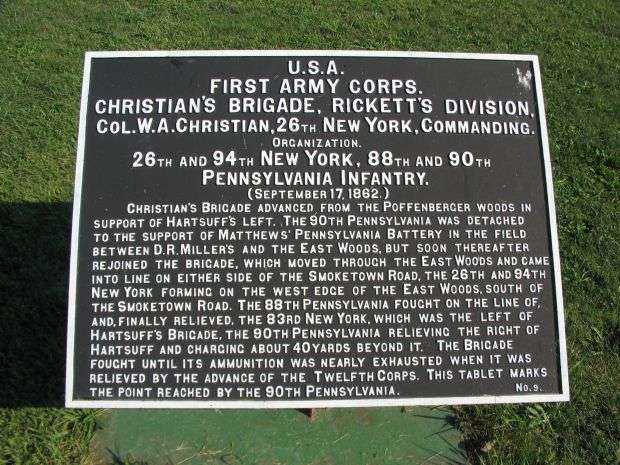 U.S.A.
FIRST ARMY CORPS.
CHRISTIAN'S BRIGADE, RICKETT'S DIVISION,
COL. W.A. CHRISTIAN, 26TH NEW YORK, COMMANDING.
ORGANIZATION.
26TH AND 94TH NEW YORK, 88TH AND 90TH
PENNSYLVANIA INFANTRY.
(SEPTEMBER 17, 1862.)
CHRISTIAN'S BRIGADE ADVANCED FROM THE POFFENBERGER WOODS IN
SUPPORT OF HARTSUFF'S LEFT. THE 90TH PENNSYLVANIA WAS DETACHED
TO THE SUPPORT OF MATTHEWS' PENNSYLVANIA BATTERY IN THE FIELD
BETWEEN D.R. MILLER'S AND THE EAST WOODS, BUT SOON THEREAFTER
REJOINED THE BRIGADE, WHICH MOVED THROUGH THE EAST WOODS AND CAME
INTO LINE ON EITHER SIDE OF THE SMOKETOWN ROAD, THE 26TH AND 94TH
NEW YORK FORMING ON THE WEST EDGE OF THE EAST WOODS, SOUTH OF
THE SMOKETOWN ROAD. THE 88TH PENNSYLVANIA FOUGHT ON THE LINE OF,
AND, FINALLY RELIEVED, THE 83RD NEW YORK, WHICH WAS THE LEFT OF
HARTSUFF'S BRIGADE, THE 90TH PENNSYLVANIA RELIEVING THE RIGHT OF
HARTSUFF AND CHARGING ABOUT 40 YARDS BEYOND IT. THE BRIGADE
FOUGHT UNTIL ITS AMMUNITION WAS NEARLY EXHAUSTED WHEN IT WAS
RELIEVED BY THE ADVANCE OF THE TWELFTH CORPS. THIS TABLET MARKS
THE POINT REACHED BY THE 90TH PENNSYLVANIA. NO. 9.